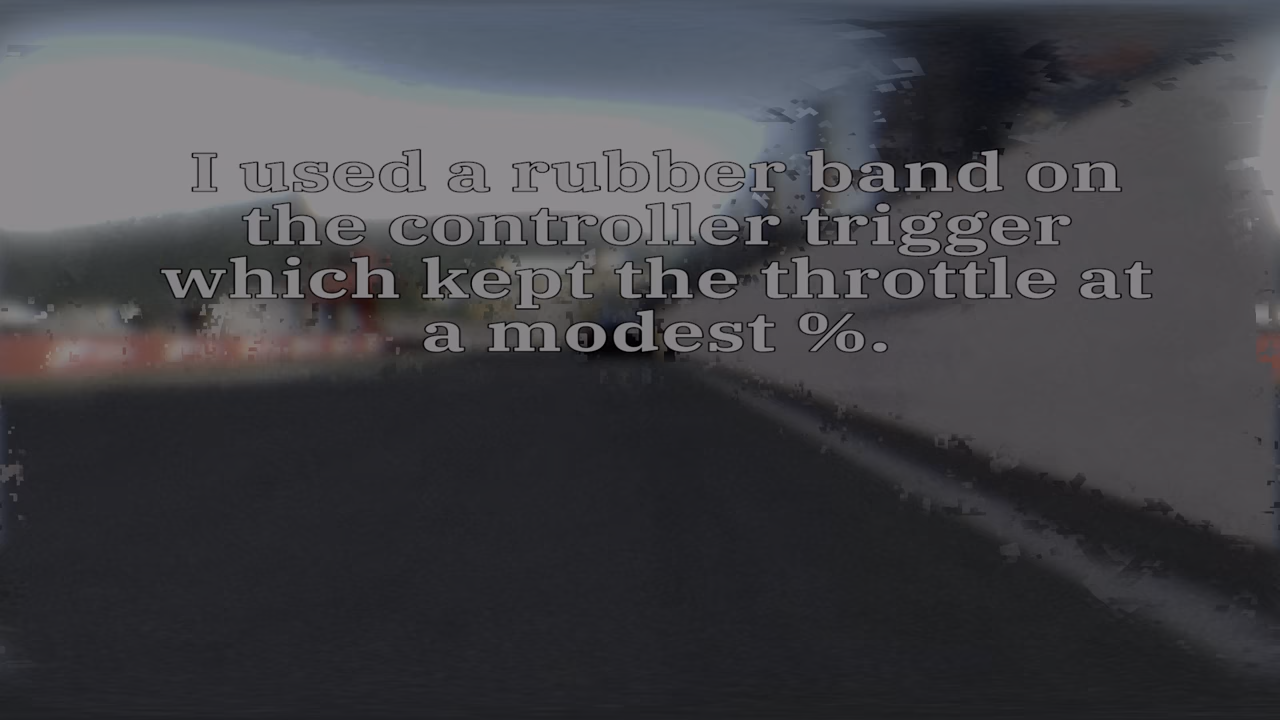 I used a rubber band on
the controller trigger
which kept the throttle at
a modest %.